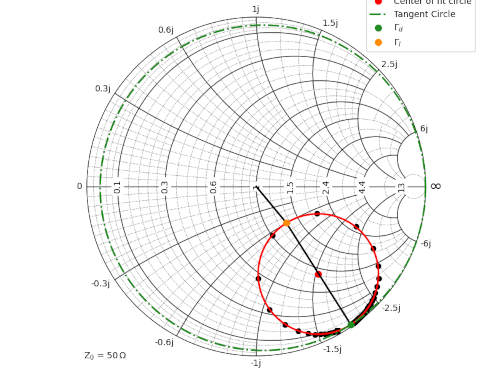 Center of fit circle
1j
Tangent Circle
0.6j
1.5j
Γd
Γl
2.5j
0.3j
6j
0
0.1
0.3
0.6
1.5
2.4
4.4
13
∞
-6j
-0.3j
-2.5j
-0.6j
-1.5j
Z0 = 50 Ω
-1j